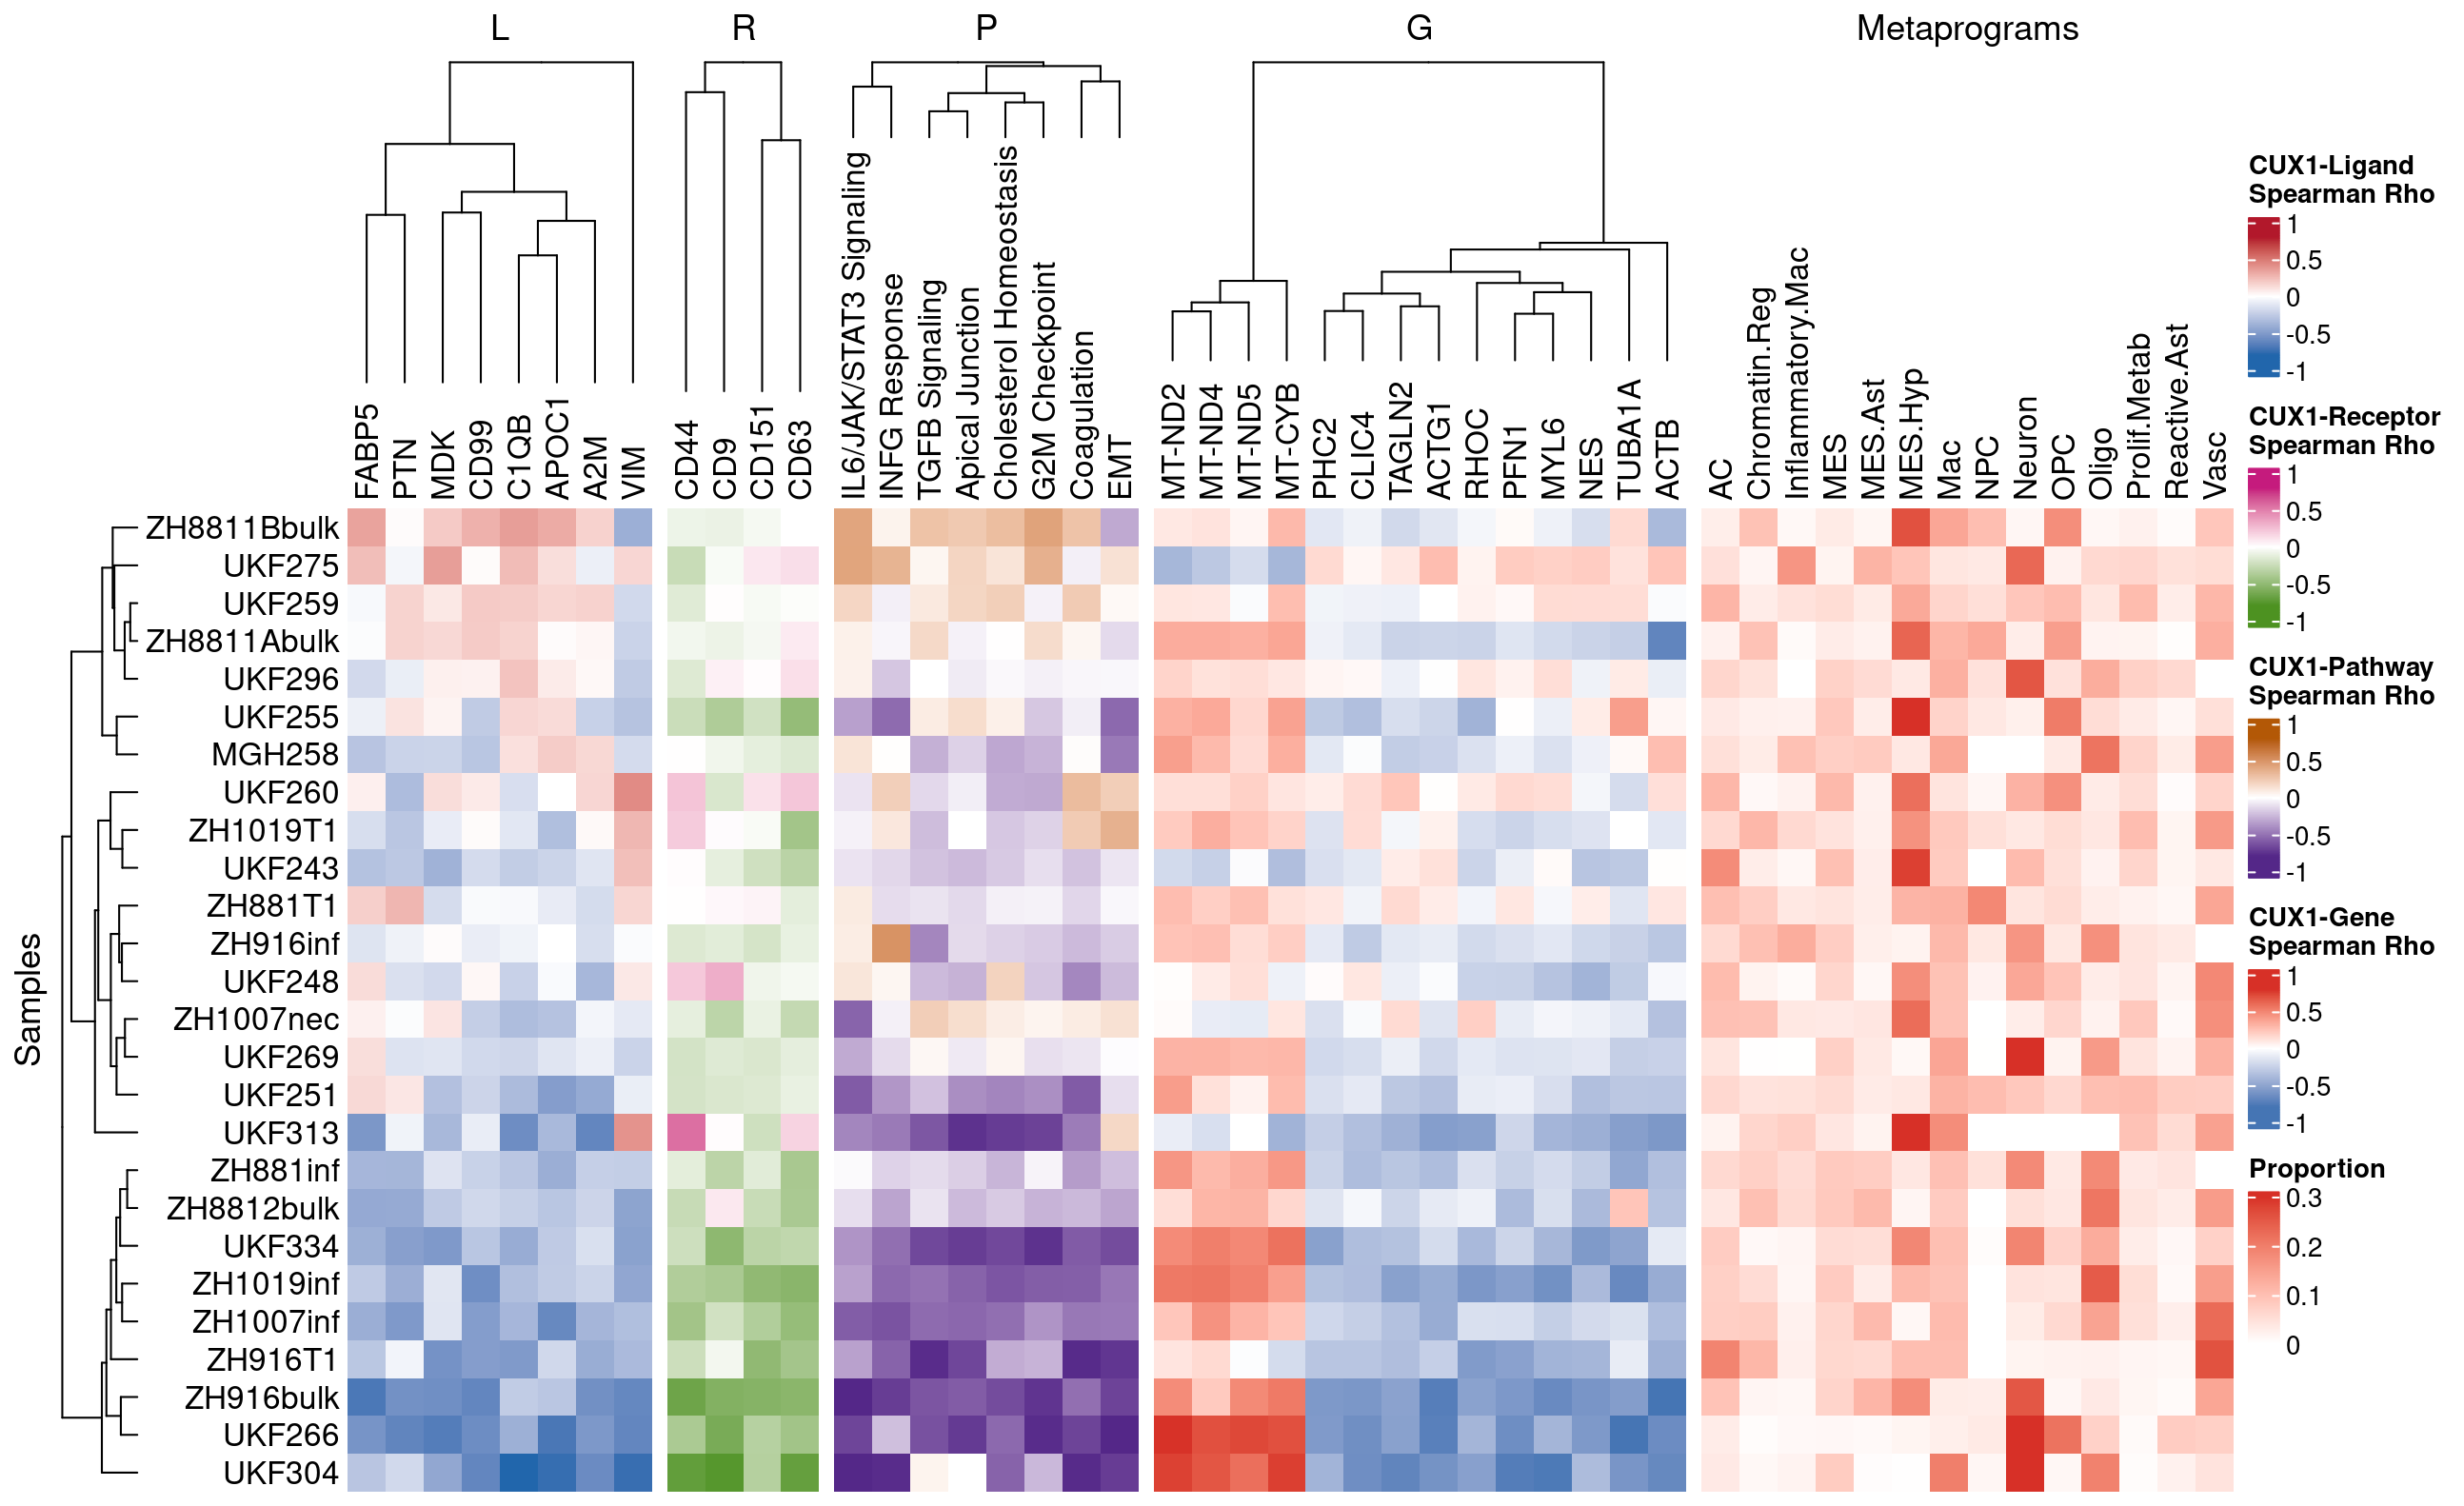 L R P G Metaprograms
FABP5
PTN
MDK
CD99
C1QB
APOC1
A2M
VIM
CD44
CD9
CD151
CD63
IL6/JAK/STAT3 Signaling
INFG Response
TGFB Signaling
Apical Junction
Cholesterol Homeostasis
G2M Checkpoint
Coagulation
EMT
MT-ND2
MT-ND4
MT-ND5
MT-CYB
PHC2
CLIC4
TAGLN2
ACTG1
RHOC
PFN1
MYL6
NES
TUBA1A
ACTB
AC
Chromatin.Reg
Inflammatory.Mac
MES
MES.Ast
MES.Hyp
Mac
NPC
Neuron
OPC
Oligo
Prolif.Metab
Reactive.Ast
Vasc
Samples
ZH8811Bbulk
UKF275
UKF259
ZH8811Abulk
UKF296
UKF255
MGH258
UKF260
ZH1019T1
UKF243
ZH881T1
ZH916inf
UKF248
ZH1007nec
UKF269
UKF251
UKF313
ZH881inf
ZH8812bulk
UKF334
ZH1019inf
ZH1007inf
ZH916T1
ZH916bulk
UKF266
UKF304
CUX1-Ligand
Spearman Rho
1
0.5
0
-0.5
-1
CUX1-Receptor
Spearman Rho
1
0.5
0
-0.5
-1
CUX1-Pathway
Spearman Rho
1
0.5
0
-0.5
-1
CUX1-Gene
Spearman Rho
1
0.5
0
-0.5
-1
Proportion
0.3
0.2
0.1
0